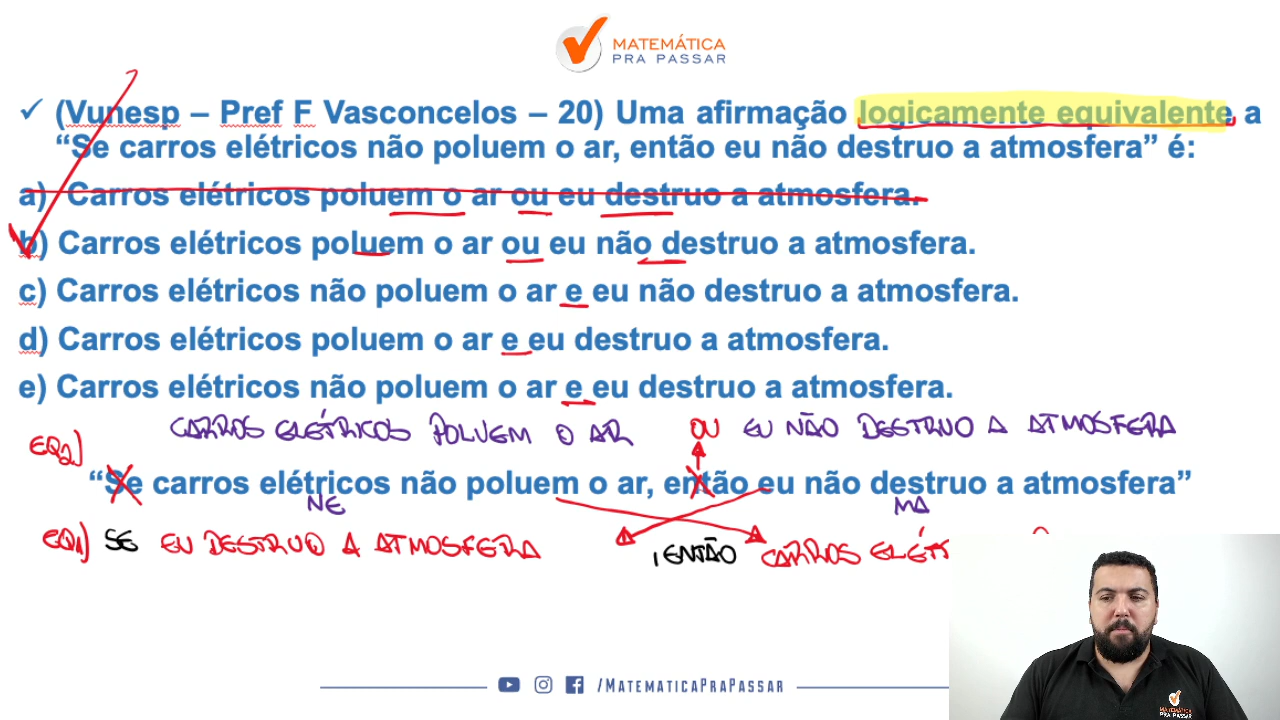 MATEMÁTICA
PRA PASSAR
✓ (Vunesp – Pref F Vasconcelos – 20) Uma afirmação logicamente equivalente a
“Se carros elétricos não poluem o ar, então eu não destruo a atmosfera” é:
a) Carros elétricos poluem o ar ou eu destruo a atmosfera.
b) Carros elétricos poluem o ar ou eu não destruo a atmosfera.
c) Carros elétricos não poluem o ar e eu não destruo a atmosfera.
d) Carros elétricos poluem o ar e eu destruo a atmosfera.
e) Carros elétricos não poluem o ar e eu destruo a atmosfera.
CARROS ELÉTRICOS POLUEM O AR OU EU NÃO DESTRUO A ATMOSFERA
EQ2)
“Se carros elétricos não poluem o ar, então eu não destruo a atmosfera”
NE MA
EQ1) SE EU DESTRUO A ATMOSFERA , ENTÃO CARROS ELÉTR
/MATEMATICAPRAPASSAR
MATEMÁTICA
PRA PASSAR